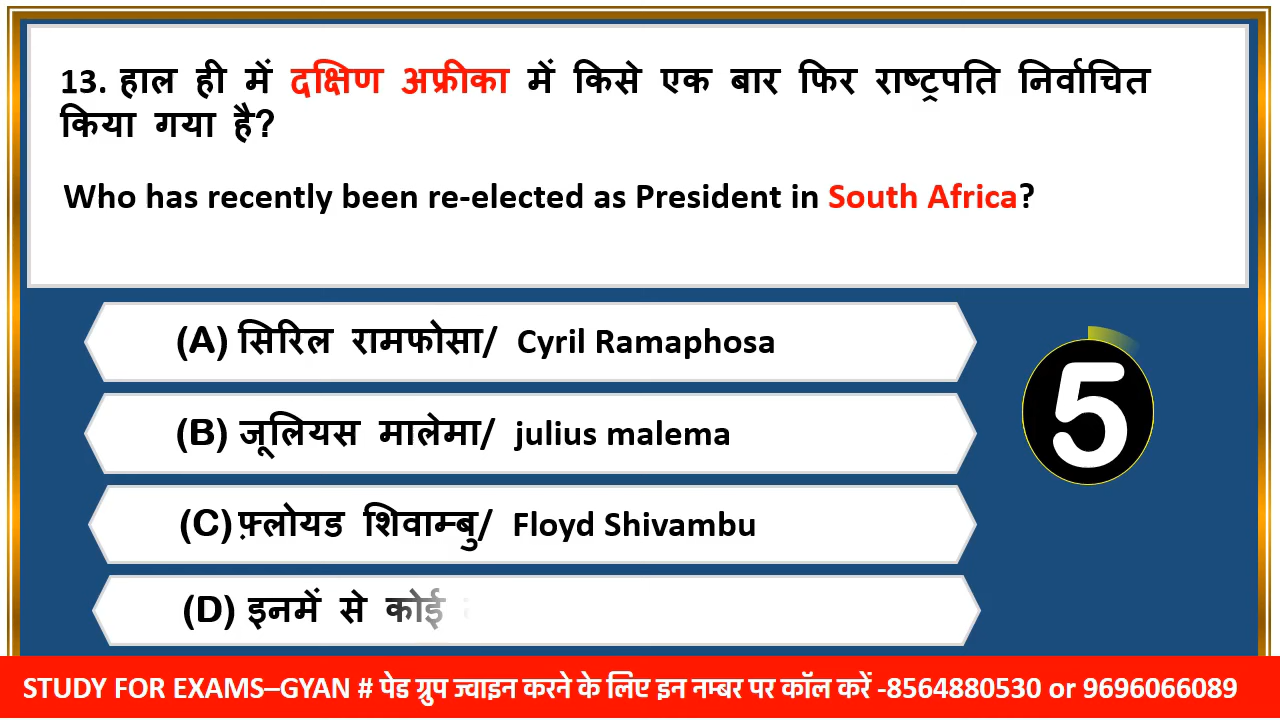 13. हाल ही में दक्षिण अफ्रीका में किसे एक बार फिर राष्ट्रपति निर्वाचित
किया गया है?
Who has recently been re-elected as President in South Africa?
(A) सिरिल रामफोसा/ Cyril Ramaphosa
(B) जूलियस मालेमा/ julius malema
(C) फ़्लोयड शिवाम्बु/ Floyd Shivambu
(D) इनमें से कोई
5
STUDY FOR EXAMS–GYAN # पेड ग्रुप ज्वाइन करने के लिए इन नम्बर पर कॉल करें -8564880530 or 9696066089